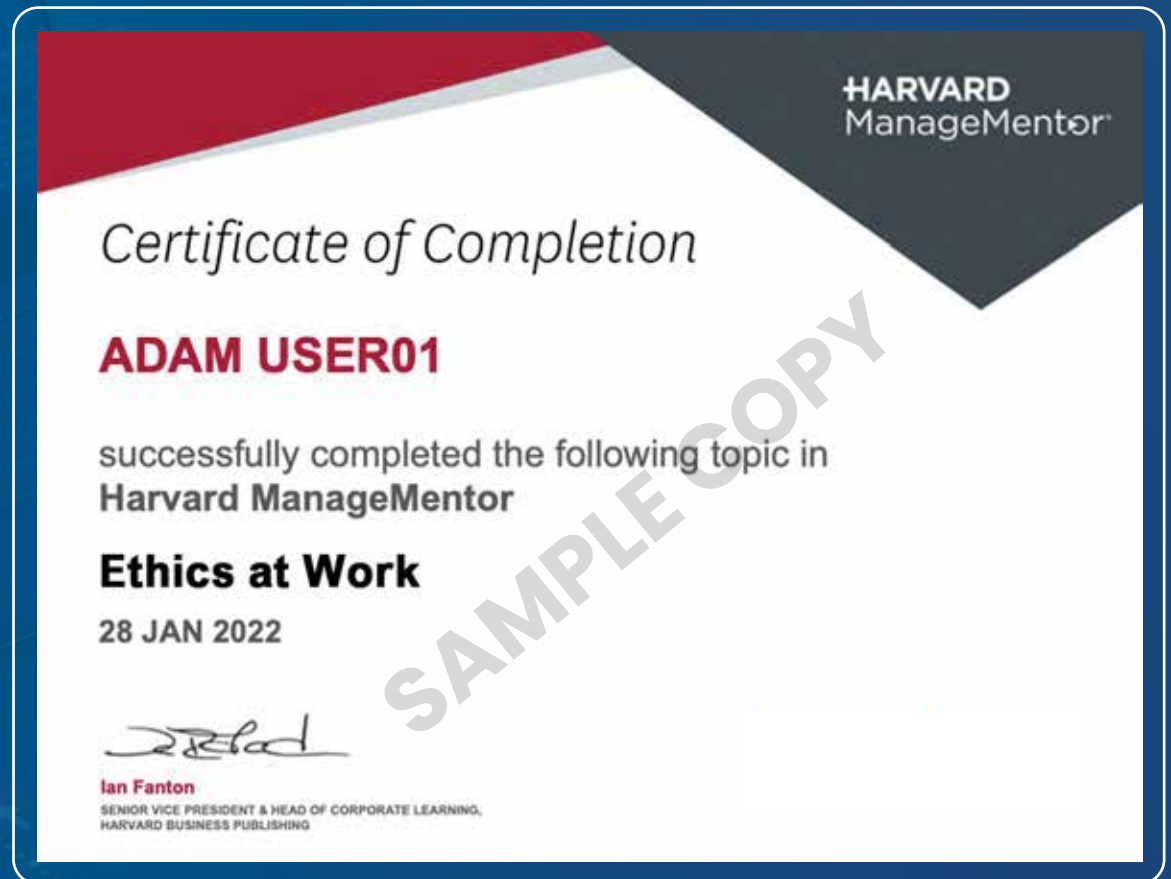 HARVARD
ManageMentor
Certificate of Completion
ADAM USER01
successfully completed the following topic in
Harvard ManageMentor
Ethics at Work
28 JAN 2022
SAMPLE COPY
Ian Fanton
SENIOR VICE PRESIDENT & HEAD OF CORPORATE LEARNING,
HARVARD BUSINESS PUBLISHING